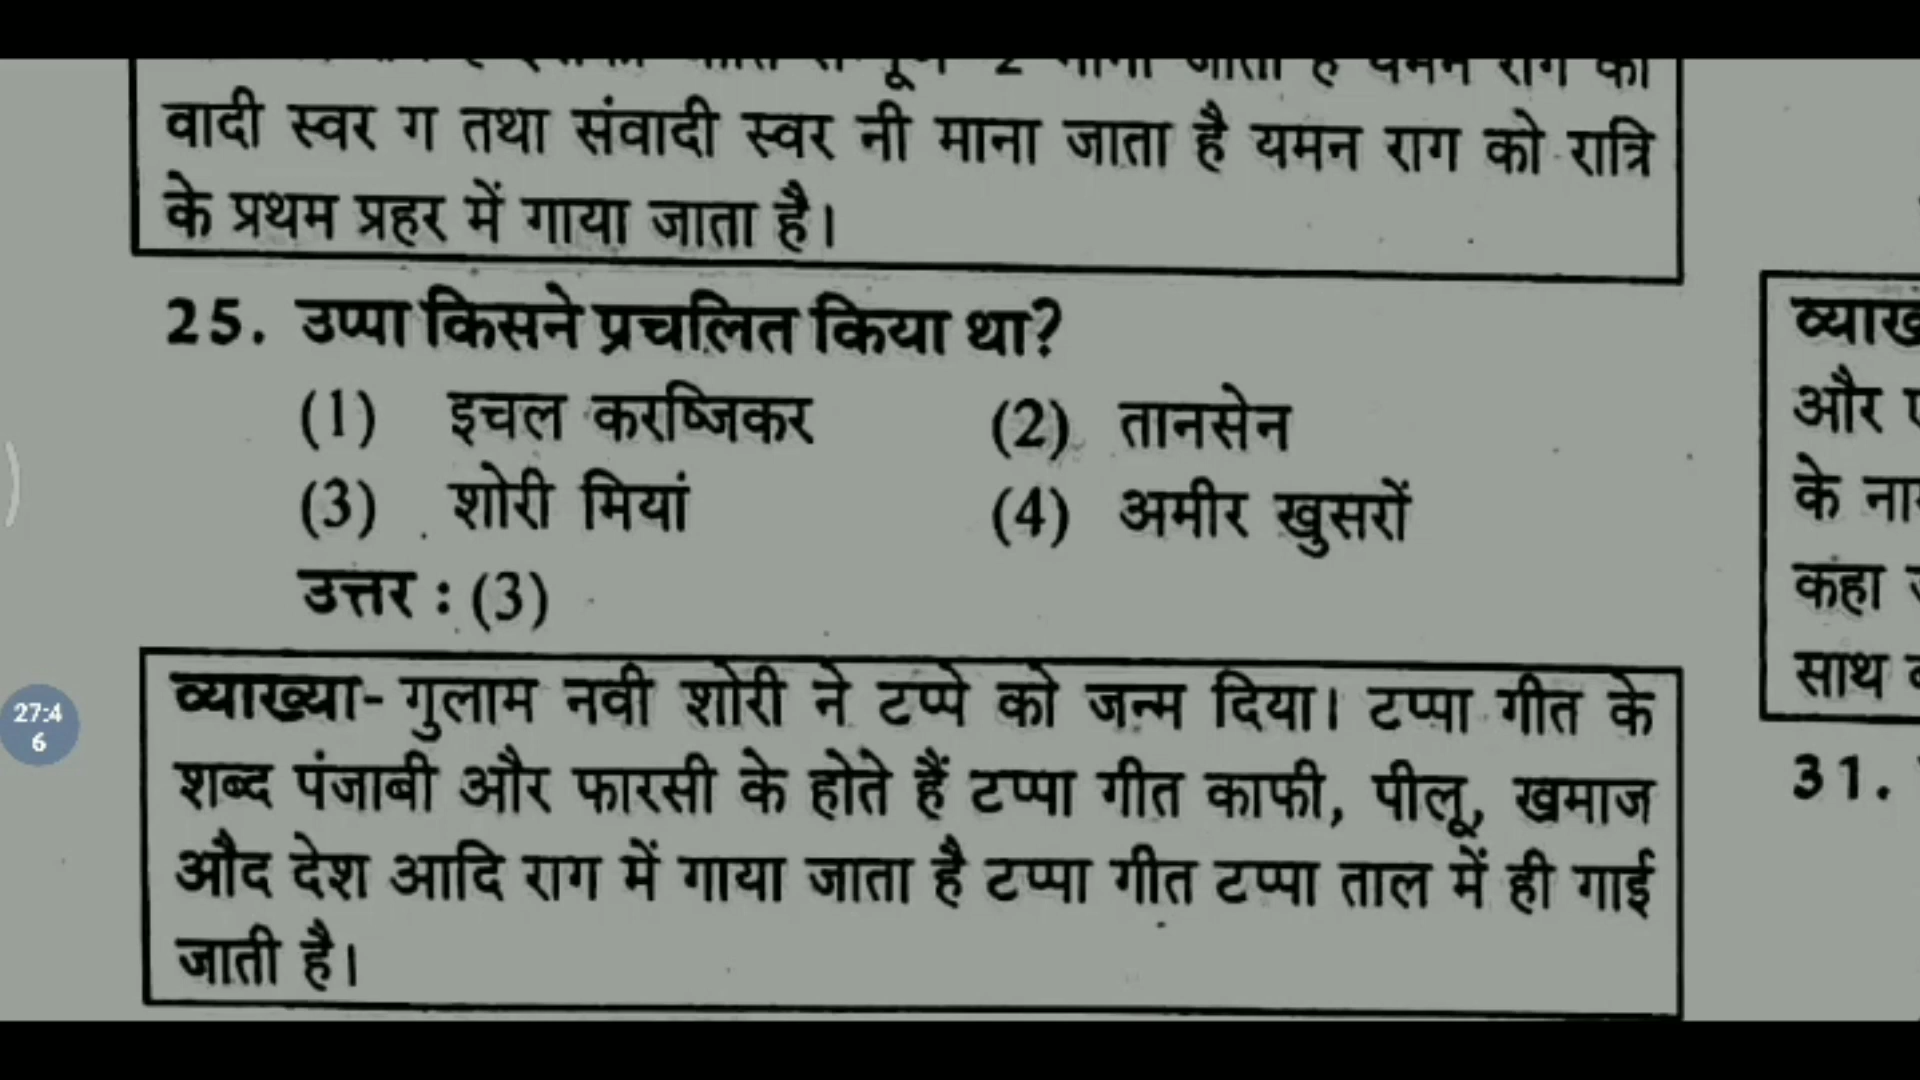 वादी स्वर ग तथा संवादी स्वर नी माना जाता है यमन राग को रात्रि
के प्रथम प्रहर में गाया जाता है।
25. उप्पा किसने प्रचलित किया था?
(1) इचल करष्जिकर (2) तानसेन
(3) शोरी मियां (4) अमीर खुसरों
उत्तर : (3)
व्याख्या- गुलाम नवी शोरी ने टप्पे को जन्म दिया। टप्पा गीत के
शब्द पंजाबी और फारसी के होते हैं टप्पा गीत काफी, पीलू, खमाज
औद देश आदि राग में गाया जाता है टप्पा गीत टप्पा ताल में ही गाई
जाती है।
27:4
6
और
के
कहा
साथ
31.